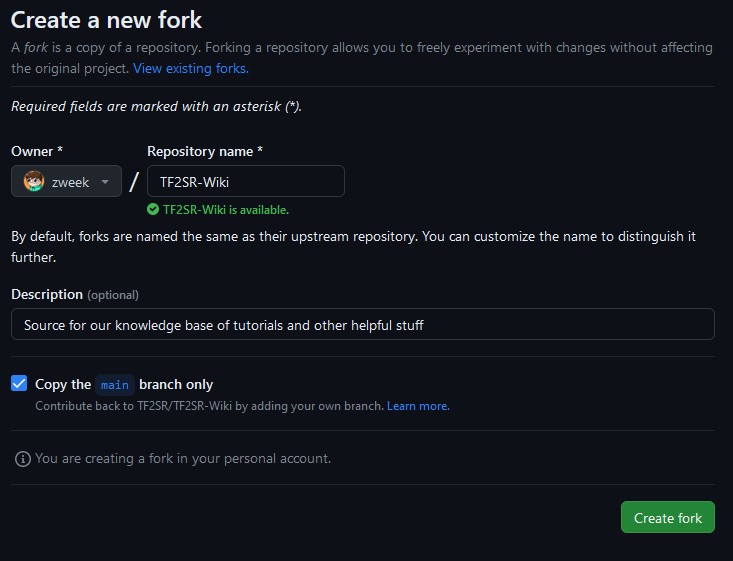 Create a new fork
A fork is a copy of a repository. Forking a repository allows you to freely experiment with changes without affecting
the original project. View existing forks.
Required fields are marked with an asterisk (*).
Owner * Repository name *
zweek / TF2SR-Wiki
TF2SR-Wiki is available.
By default, forks are named the same as their upstream repository. You can customize the name to distinguish it
further.
Description (optional)
Source for our knowledge base of tutorials and other helpful stuff
Copy the main branch only
Contribute back to TF2SR/TF2SR-Wiki by adding your own branch. Learn more.
You are creating a fork in your personal account.
Create fork